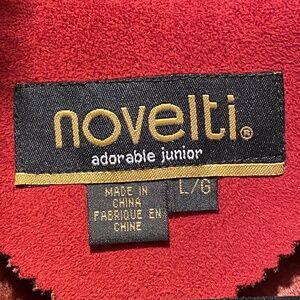 novelti®
adorable junior
MADE IN
CHINA
FABRIQUE EN
CHINE
L/G